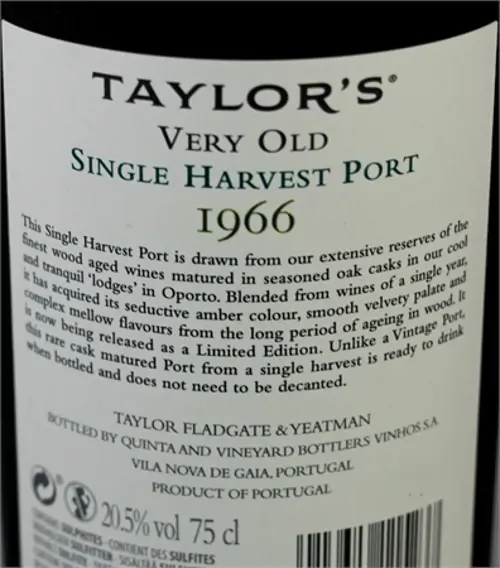 TAYLOR'S®
VERY OLD
SINGLE HARVEST PORT
1966
This Single Harvest Port is drawn from our extensive reserves of the
finest wood aged wines matured in seasoned oak casks in our cool
and tranquil 'lodges' in Oporto. Blended from wines of a single year,
it has acquired its seductive amber colour, smooth velvety palate and
complex mellow flavours from the long period of ageing in wood. It
is now being released as a Limited Edition. Unlike a Vintage Port,
this rare cask matured Port from a single harvest is ready to drink
when bottled and does not need to be decanted.
TAYLOR FLADGATE & YEATMAN
BOTTLED BY QUINTA AND VINEYARD BOTTLERS VINHOS S.A
VILA NOVA DE GAIA, PORTUGAL
PRODUCT OF PORTUGAL
20.5% vol 75 cl
SULPHITES - CONTIENT DES SULFITES